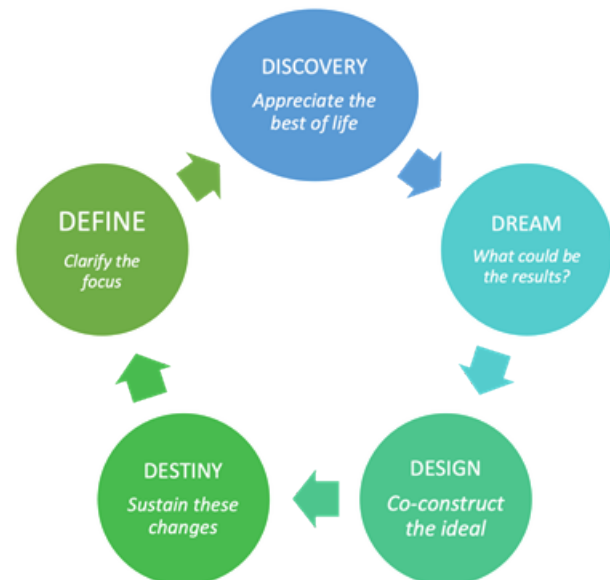 DISCOVERY
Appreciate the
best of life
DREAM
What could be
the results?
DESIGN
Co-construct
the ideal
DESTINY
Sustain these
changes
DEFINE
Clarify the
focus